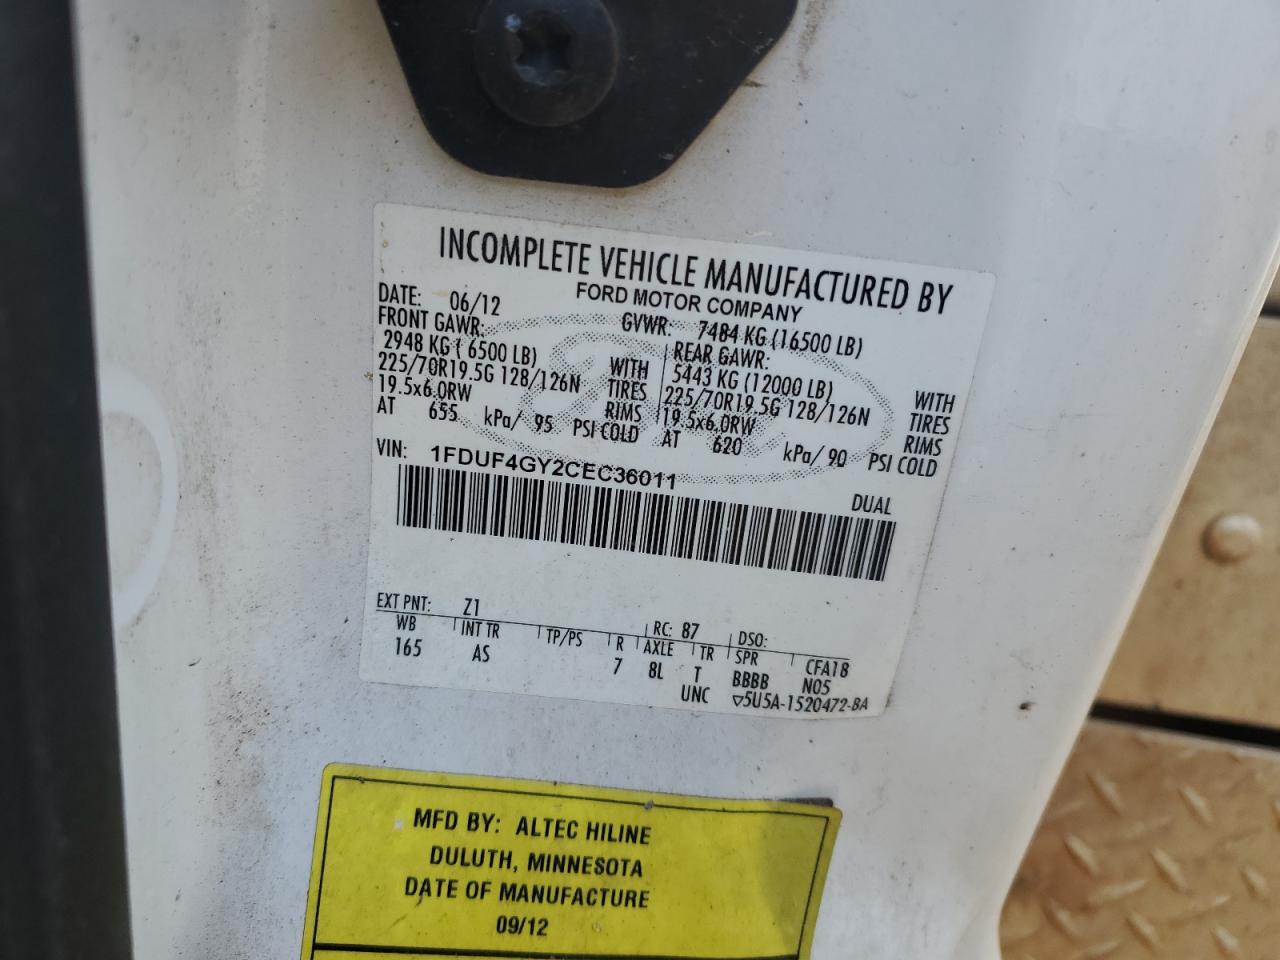 INCOMPLETE VEHICLE MANUFACTURED BY
FORD MOTOR COMPANY
DATE: 06/12 GVWR: 7484 KG (16500 LB)
FRONT GAWR: REAR GAWR:
2948 KG ( 6500 LB) WITH 5443 KG (12000 LB) WITH
225/70R19.5G 128/126N TIRES 225/70R19.5G 128/126N TIRES
19.5x6.0RW RIMS 19.5x6.0RW RIMS
AT 655 kPa/ 95 PSI COLD AT 620 kPa/ 90 PSI COLD
VIN: 1FDUF4GY2CEC36011
DUAL
EXT PNT: Z1 RC: 87 DSO:
WB INT TR TP/PS R AXLE TR SPR CFA18
165 AS 7 8L T BBBB N05
UNC ▽5U5A-1520472-BA
MFD BY: ALTEC HILINE
DULUTH, MINNESOTA
DATE OF MANUFACTURE
09/12